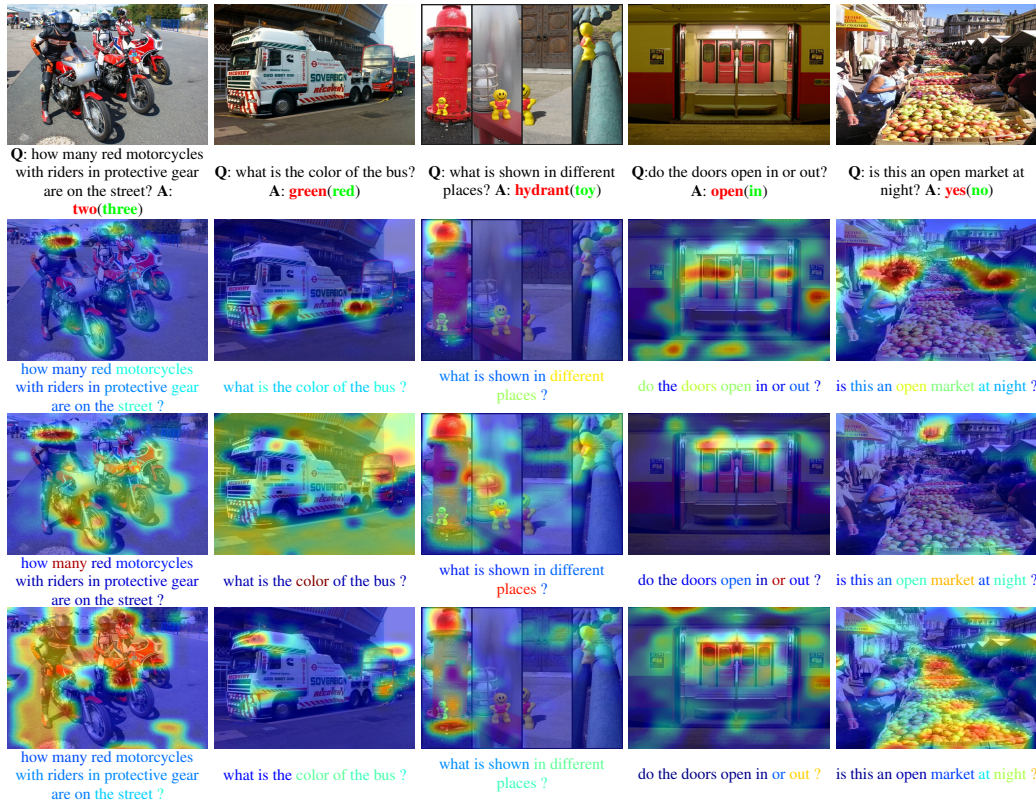 RECOVERY
SOVEREIGN
RECOVERY
Q: how many red motorcycles
with riders in protective gear
are on the street? A:
two(three)
Q: what is the color of the bus?
A: green(red)
Q: what is shown in different
places? A: hydrant(toy)
Q:do the doors open in or out?
A: open(in)
Q: is this an open market at
night? A: yes(no)
SOVEREIGN
how many red motorcycles
with riders in protective gear
are on the street ?
what is the color of the bus ?
what is shown in different
places ?
do the doors open in or out ?
is this an open market at night ?
SOVEREIGN
how many red motorcycles
with riders in protective gear
are on the street ?
what is the color of the bus ?
what is shown in different
places ?
do the doors open in or out ?
is this an open market at night ?
SOVEREIGN
how many red motorcycles
with riders in protective gear
are on the street ?
what is the color of the bus ?
what is shown in different
places ?
do the doors open in or out ?
is this an open market at night ?